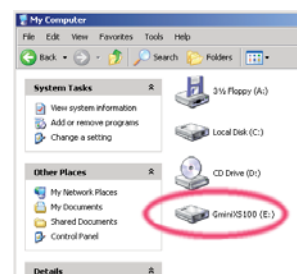 My Computer
File Edit View Favorites Tools Help
Back Search Folders
System Tasks
View system information
Add or remove programs
Change a setting
Other Places
My Network Places
My Documents
Shared Documents
Control Panel
Details
3½ Floppy (A:)
Local Disk (C:)
CD Drive (D:)
GminiXS100 (E:)